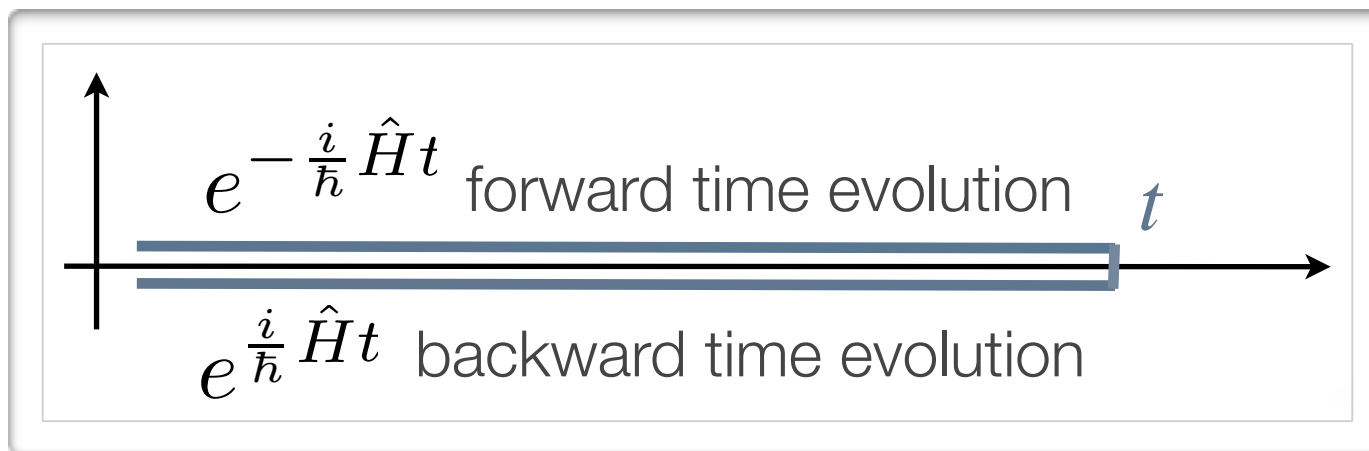 $e^{-\frac{i}{\hbar}\hat{H}t}$ forward time evolution
$t$
$e^{\frac{i}{\hbar}\hat{H}t}$ backward time evolution